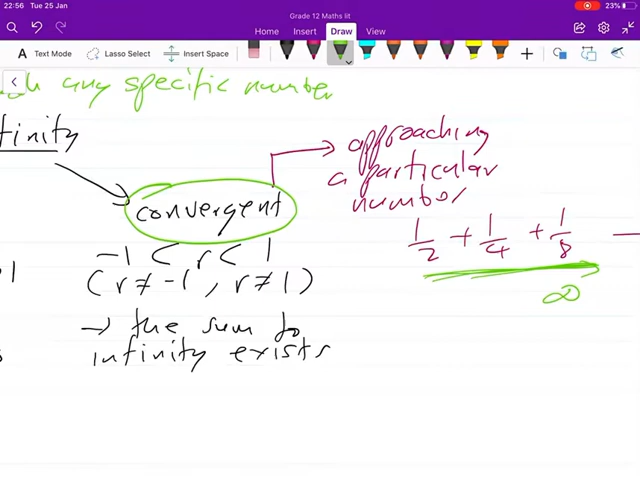 22:56 Tue 25 Jan
23%
Grade 12 Maths lit
Home Insert Draw View
Text Mode Lasso Select Insert Space
any specific number
finity
approaching
a particular
number
convergent
1/2 + 1/4 + 1/8
-1 < r < 1
(r ≠ -1, r ≠ 1)
∞
→ the sum to
infinity exists